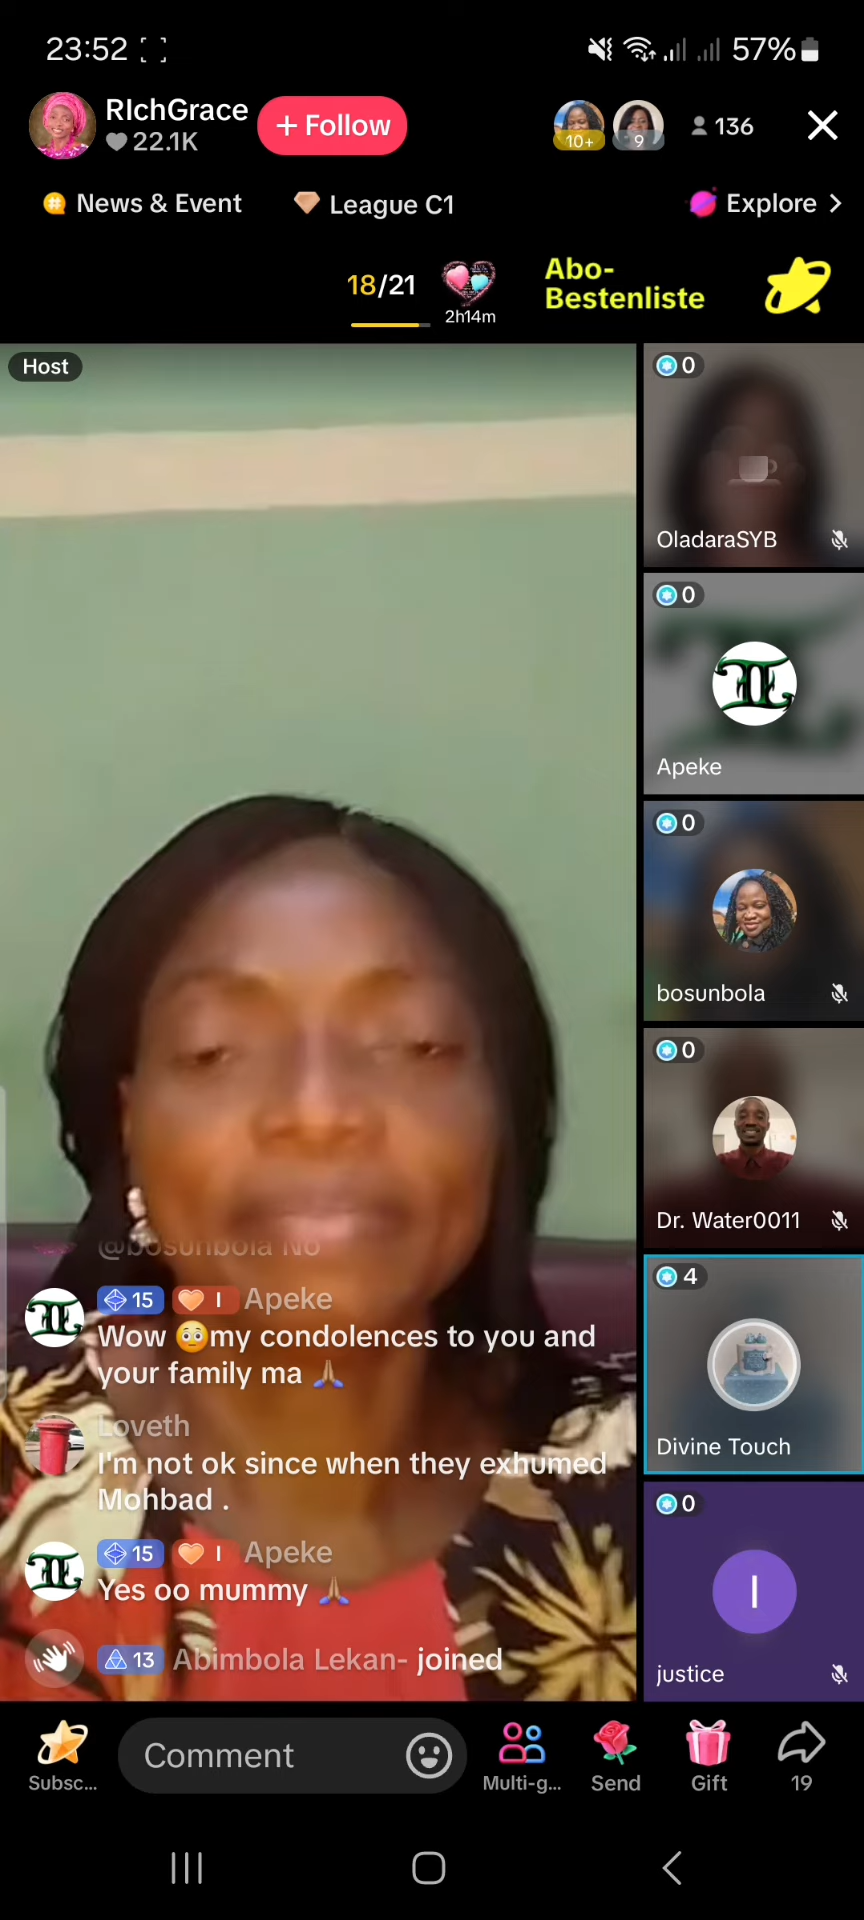 23:52
57%
RIchGrace
22.1K
+ Follow
10+
9
136
News & Event
League C1
Explore
18/21
2h14m
Abo-
Bestenliste
Host
0
OladaraSYB
0
Apeke
0
bosunbola
0
Dr. Water0011
4
Divine Touch
0
I
justice
@bosunbola No
15 I Apeke
Wow 😳my condolences to you and
your family ma 🙏
Loveth
I'm not ok since when they exhumed
Mohbad .
15 I Apeke
Yes oo mummy 🙏
13 Abimbola Lekan- joined
Subsc...
Comment
Multi-g...
Send
Gift
19